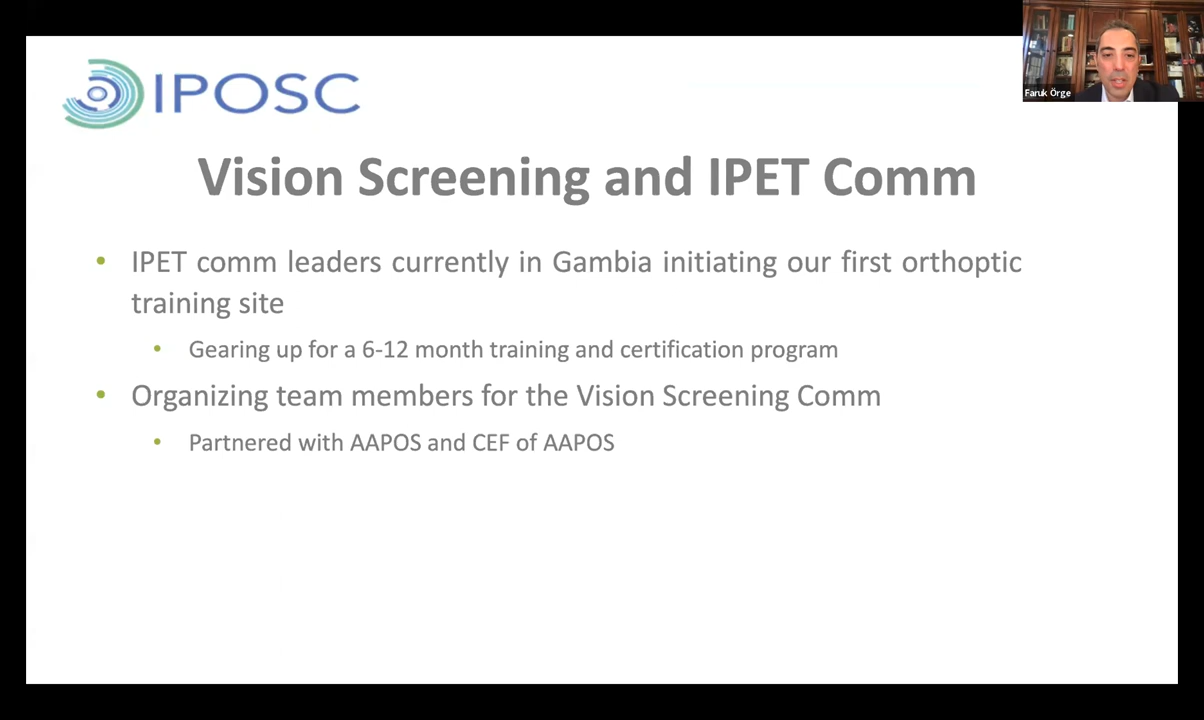 IPOSC
Faruk Örge
Vision Screening and IPET Comm
• IPET comm leaders currently in Gambia initiating our first orthoptic
training site
• Gearing up for a 6-12 month training and certification program
• Organizing team members for the Vision Screening Comm
• Partnered with AAPOS and CEF of AAPOS